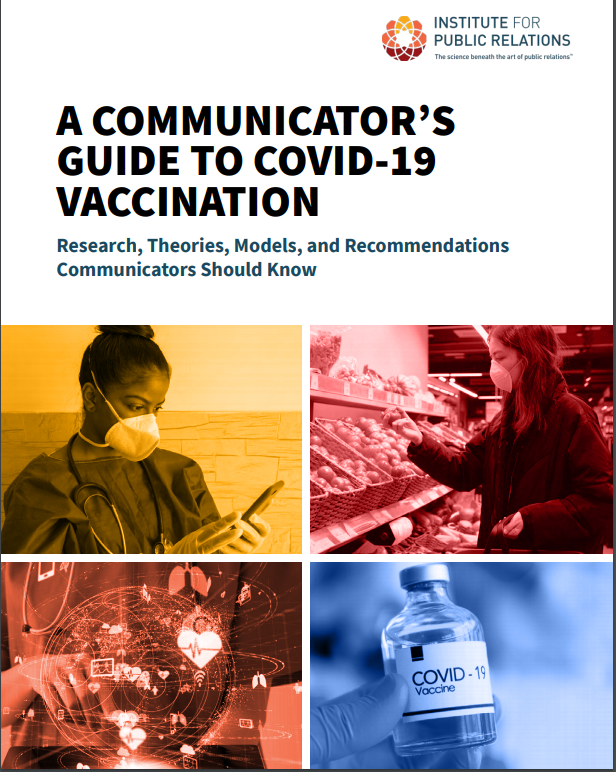 INSTITUTE FOR
PUBLIC RELATIONS
The science beneath the art of public relations™
A COMMUNICATOR’S
GUIDE TO COVID-19
VACCINATION
Research, Theories, Models, and Recommendations
Communicators Should Know
COVID - 19
Vaccine